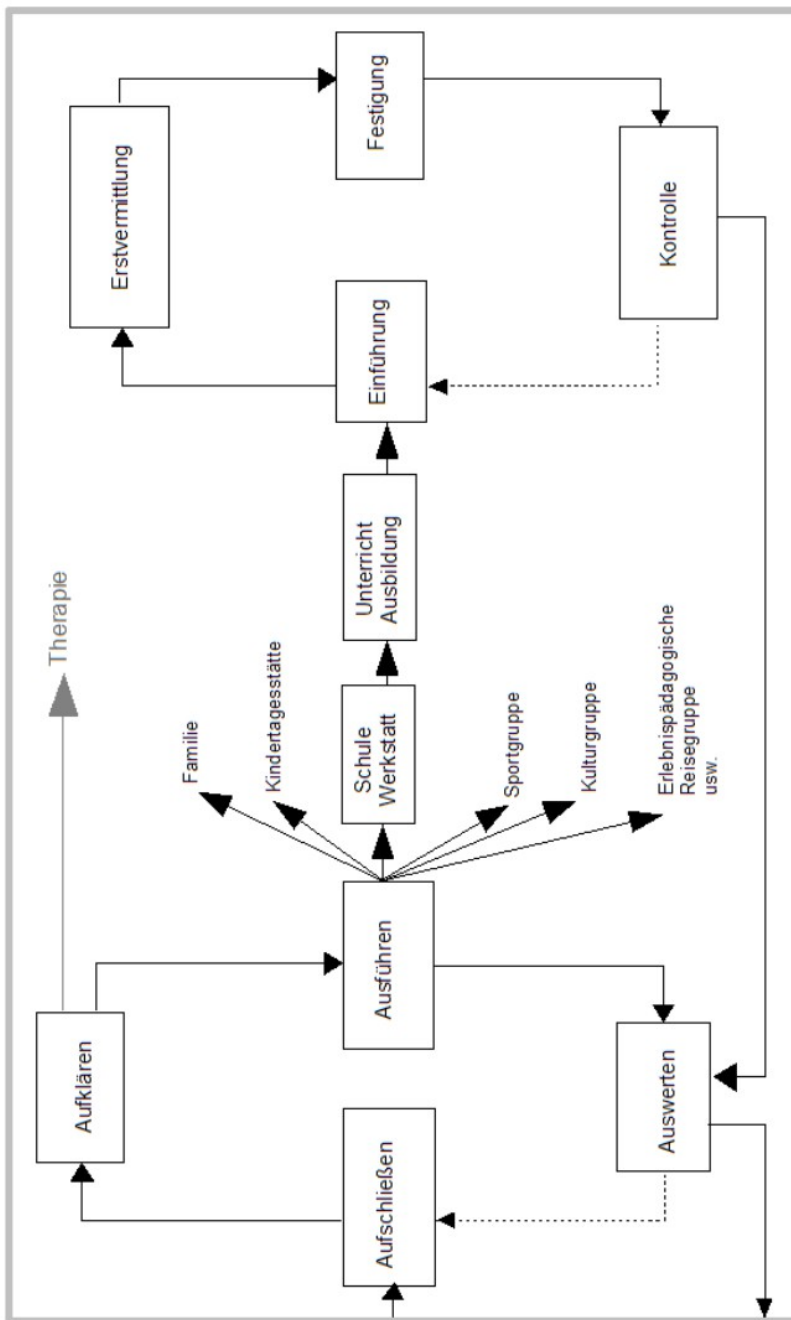 Aufschließen
Aufklären
Therapie
Ausführen
Auswerten
Familie
Kindertagesstätte
Schule
Werkstatt
Sportgruppe
Kulturgruppe
Erlebnispädagogische
Reisegruppe
usw.
Unterricht
Ausbildung
Einführung
Erstvermittlung
Festigung
Kontrolle